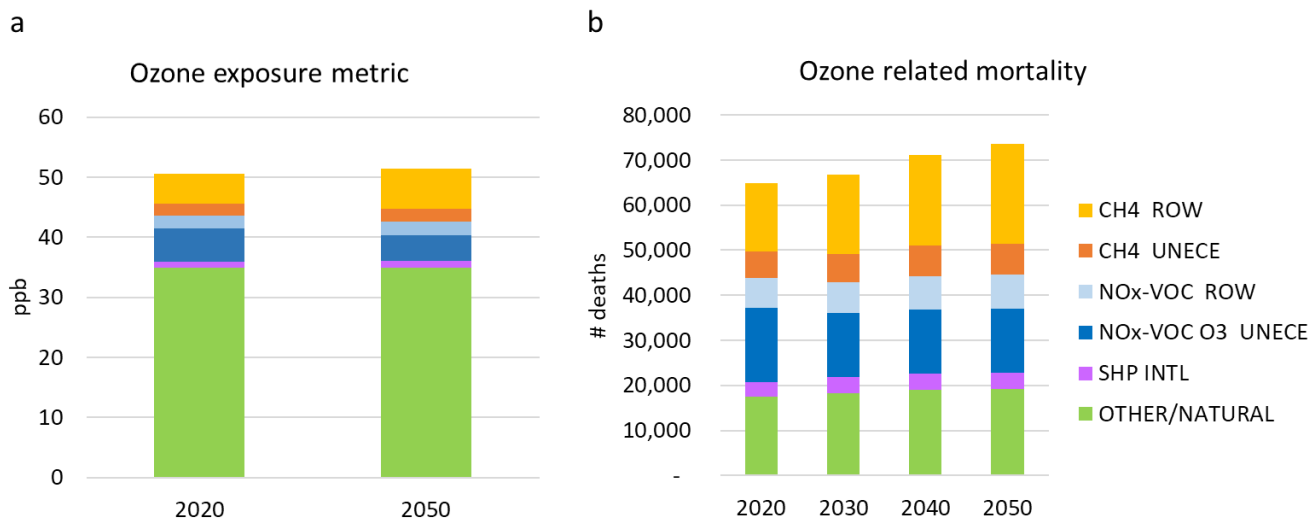 a
Ozone exposure metric
60
50
40
30
20
10
0
ppb
2020 2050
b
Ozone related mortality
80,000
70,000
60,000
50,000
40,000
30,000
20,000
10,000
-
# deaths
2020 2030 2040 2050
CH4 ROW
CH4 UNECE
NOx-VOC ROW
NOx-VOC O3 UNECE
SHP INTL
OTHER/NATURAL